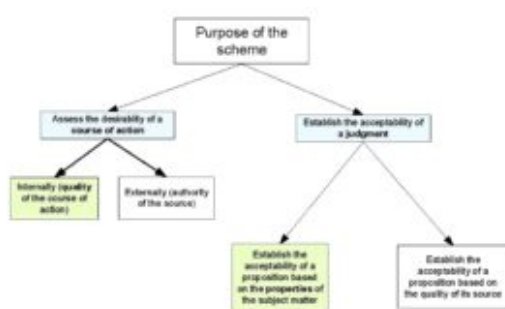 Purpose of the
scheme
Assess the desirability of a
course of action
Establish the acceptability of
a judgment
Internally (quality
of the course of
action)
Externally (authority
of the source)
Establish the
acceptability of a
proposition based
on the properties of
the subject matter
Establish the
acceptability of a
proposition based on
the quality of its source